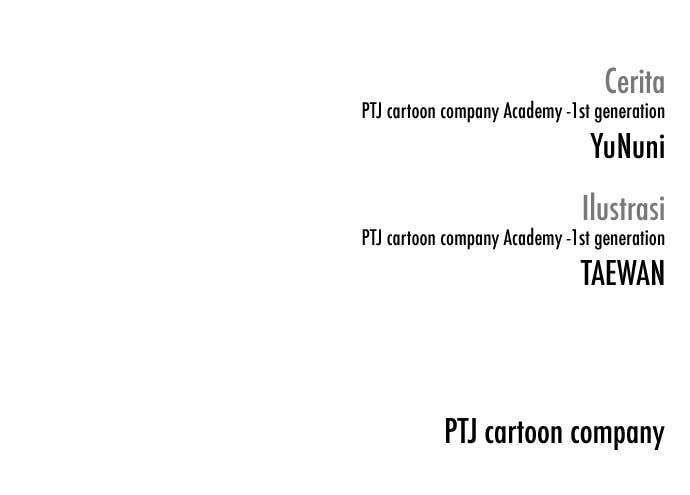 Cerita
PTJ cartoon company Academy -1st generation
YuNuni
Ilustrasi
PTJ cartoon company Academy -1st generation
TAEWAN
PTJ cartoon company